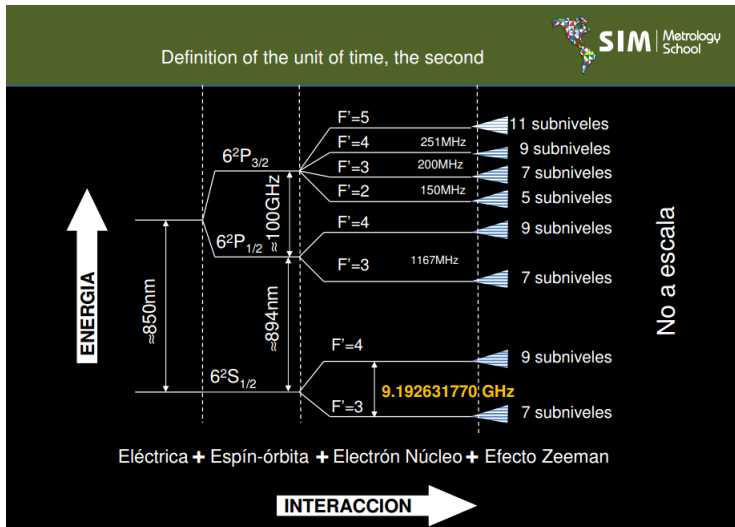 Definition of the unit of time, the second
SIM Metrology School
F'=5
11 subniveles
F'=4
251MHz
9 subniveles
6²P3/2
F'=3
200MHz
7 subniveles
F'=2
150MHz
5 subniveles
≈100GHz
F'=4
9 subniveles
6²P1/2
F'=3
1167MHz
7 subniveles
ENERGIA
≈850nm
≈894nm
No a escala
F'=4
9 subniveles
6²S1/2
9.192631770 GHz
F'=3
7 subniveles
Eléctrica + Espín-órbita + Electrón Núcleo + Efecto Zeeman
INTERACCION